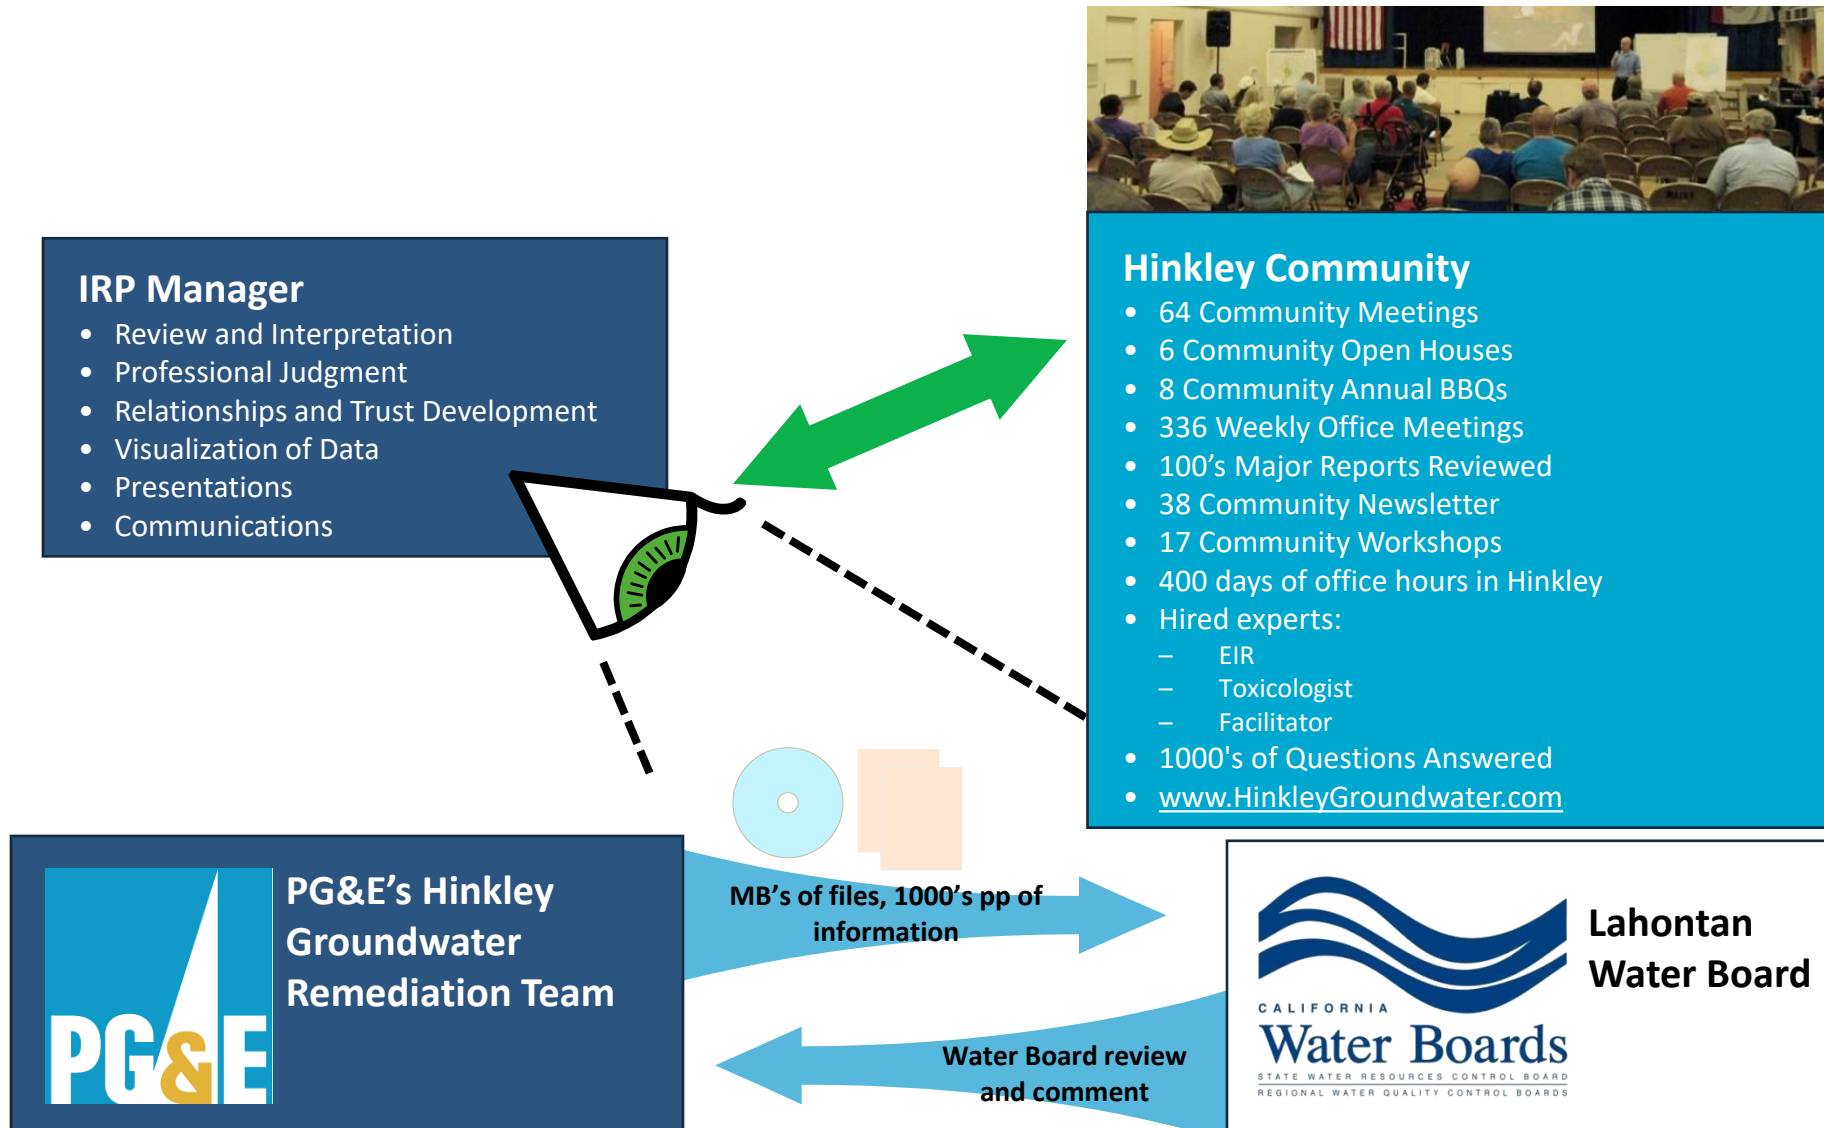 IRP Manager
• Review and Interpretation
• Professional Judgment
• Relationships and Trust Development
• Visualization of Data
• Presentations
• Communications
Hinkley Community
• 64 Community Meetings
• 6 Community Open Houses
• 8 Community Annual BBQs
• 336 Weekly Office Meetings
• 100’s Major Reports Reviewed
• 38 Community Newsletter
• 17 Community Workshops
• 400 days of office hours in Hinkley
• Hired experts:
– EIR
– Toxicologist
– Facilitator
• 1000's of Questions Answered
• www.HinkleyGroundwater.com
PG&E
PG&E’s Hinkley
Groundwater
Remediation Team
MB’s of files, 1000’s pp of
information
Water Board review
and comment
CALIFORNIA
Water Boards
STATE WATER RESOURCES CONTROL BOARD
REGIONAL WATER QUALITY CONTROL BOARDS
Lahontan
Water Board